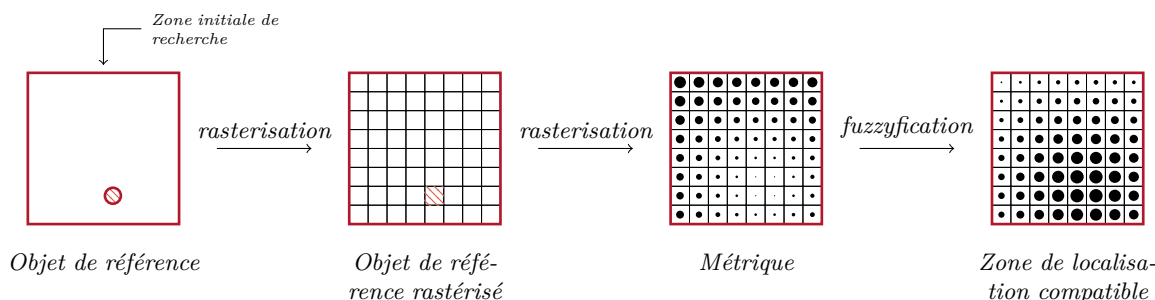 Zone initiale de
recherche
rasterisation
rasterisation
fuzzyfication
Objet de référence
Objet de réfé-
rence rastérisé
Métrique
Zone de localisa-
tion compatible